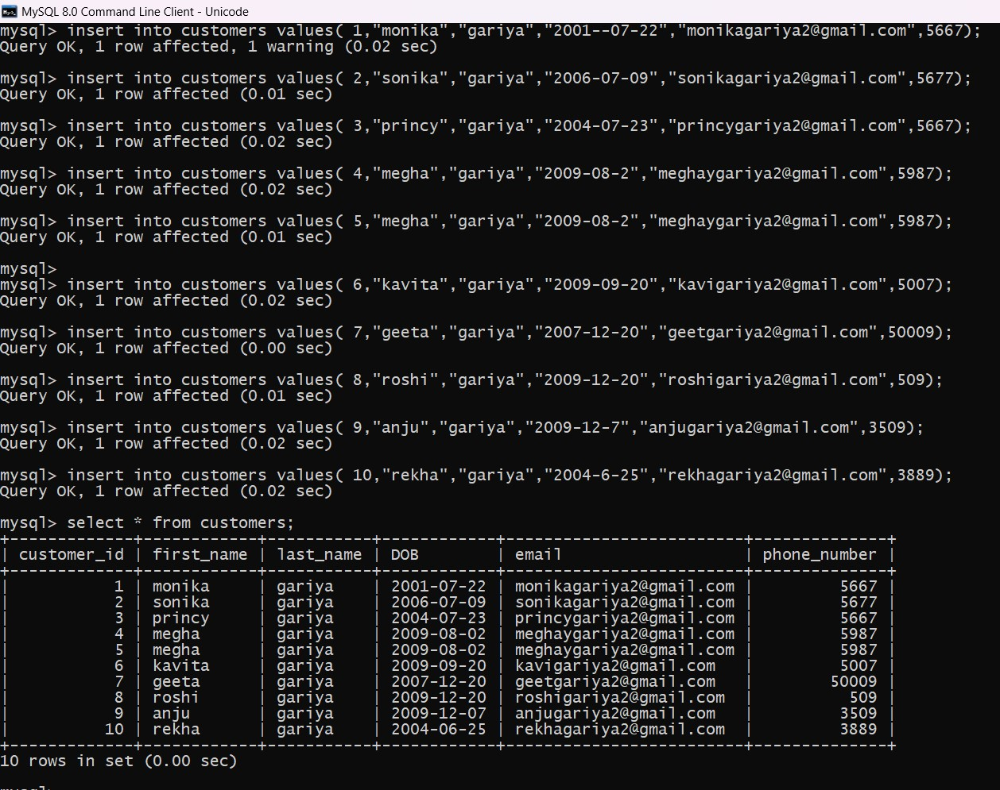 MySQL 8.0 Command Line Client - Unicode
mysql> insert into customers values( 1,"monika","gariya","2001--07-22","monikagariya2@gmail.com",5667);
Query OK, 1 row affected, 1 warning (0.02 sec)
mysql> insert into customers values( 2,"sonika","gariya","2006-07-09","sonikagariya2@gmail.com",5677);
Query OK, 1 row affected (0.01 sec)
mysql> insert into customers values( 3,"princy","gariya","2004-07-23","princygariya2@gmail.com",5667);
Query OK, 1 row affected (0.02 sec)
mysql> insert into customers values( 4,"megha","gariya","2009-08-2","meghaygariya2@gmail.com",5987);
Query OK, 1 row affected (0.02 sec)
mysql> insert into customers values( 5,"megha","gariya","2009-08-2","meghaygariya2@gmail.com",5987);
Query OK, 1 row affected (0.01 sec)
mysql>
mysql> insert into customers values( 6,"kavita","gariya","2009-09-20","kavigariya2@gmail.com",5007);
Query OK, 1 row affected (0.02 sec)
mysql> insert into customers values( 7,"geeta","gariya","2007-12-20","geetgariya2@gmail.com",50009);
Query OK, 1 row affected (0.00 sec)
mysql> insert into customers values( 8,"roshi","gariya","2009-12-20","roshigariya2@gmail.com",509);
Query OK, 1 row affected (0.01 sec)
mysql> insert into customers values( 9,"anju","gariya","2009-12-7","anjugariya2@gmail.com",3509);
Query OK, 1 row affected (0.02 sec)
mysql> insert into customers values( 10,"rekha","gariya","2004-6-25","rekhagariya2@gmail.com",3889);
Query OK, 1 row affected (0.02 sec)
mysql> select * from customers;
+-------------+------------+-----------+------------+-------------------------+--------------+
| customer_id | first_name | last_name | DOB        | email                   | phone_number |
+-------------+------------+-----------+------------+-------------------------+--------------+
|           1 | monika     | gariya    | 2001-07-22 | monikagariya2@gmail.com |         5667 |
|           2 | sonika     | gariya    | 2006-07-09 | sonikagariya2@gmail.com |         5677 |
|           3 | princy     | gariya    | 2004-07-23 | princygariya2@gmail.com |         5667 |
|           4 | megha      | gariya    | 2009-08-02 | meghaygariya2@gmail.com |         5987 |
|           5 | megha      | gariya    | 2009-08-02 | meghaygariya2@gmail.com |         5987 |
|           6 | kavita     | gariya    | 2009-09-20 | kavigariya2@gmail.com   |         5007 |
|           7 | geeta      | gariya    | 2007-12-20 | geetgariya2@gmail.com   |        50009 |
|           8 | roshi      | gariya    | 2009-12-20 | roshigariya2@gmail.com  |          509 |
|           9 | anju       | gariya    | 2009-12-07 | anjugariya2@gmail.com   |         3509 |
|          10 | rekha      | gariya    | 2004-06-25 | rekhagariya2@gmail.com  |         3889 |
+-------------+------------+-----------+------------+-------------------------+--------------+
10 rows in set (0.00 sec)
mysql>